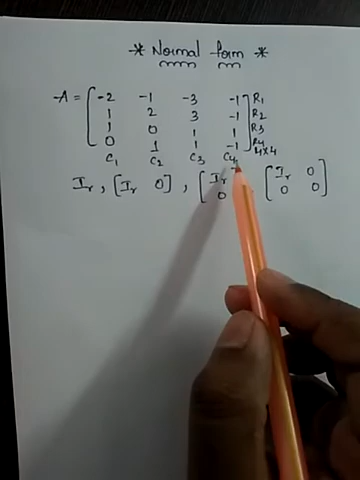 * Normal form *
A = [ -2 -1 -3 -1 ] R1
1 2 3 -1 R2
1 0 1 1 R3
0 1 1 -1 R4
C1 C2 C3 C4 4×4
Ir , [Ir 0] , [Ir [Ir 0
0 0 0]